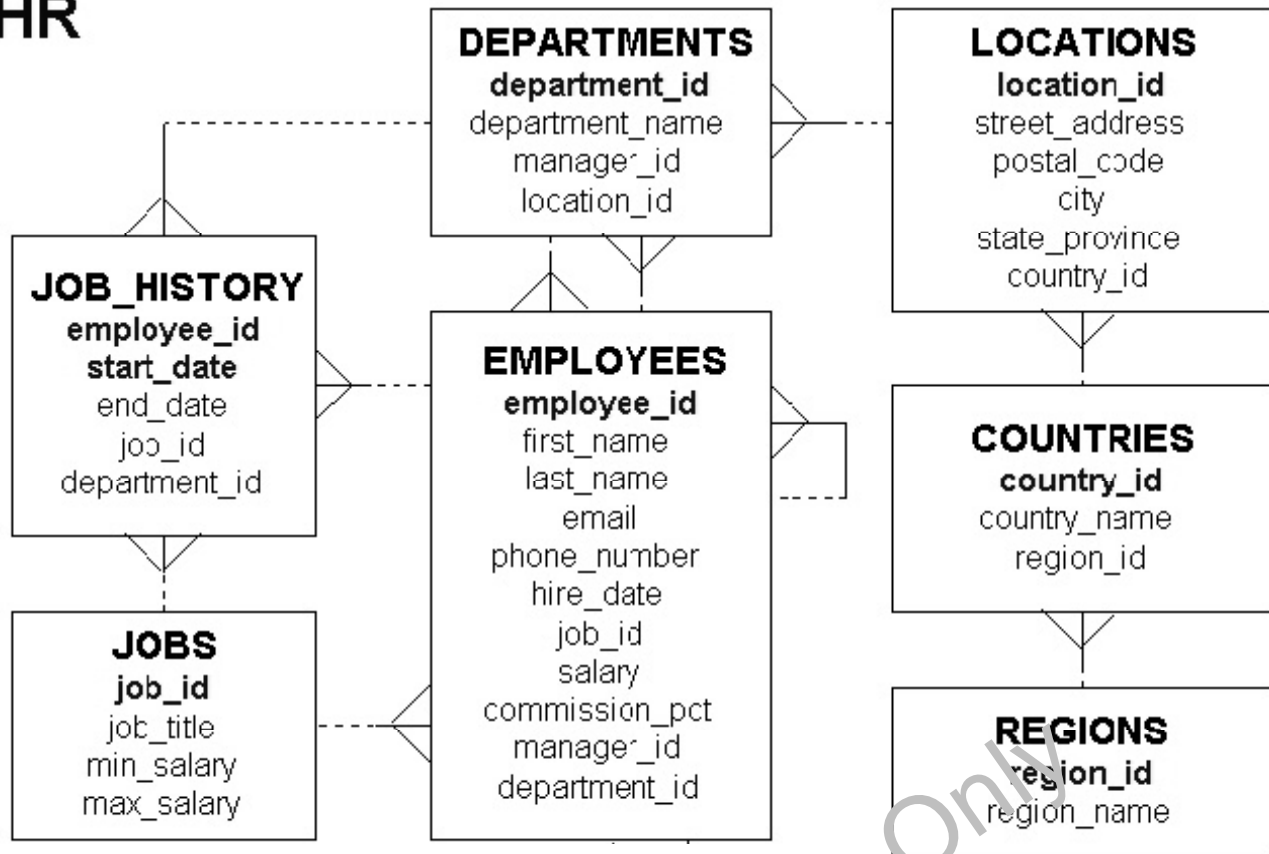 HR
DEPARTMENTS
department_id
department_name
manager_id
location_id
LOCATIONS
location_id
street_address
postal_code
city
state_province
country_id
JOB_HISTORY
employee_id
start_date
end_date
job_id
department_id
EMPLOYEES
employee_id
first_name
last_name
email
phone_number
hire_date
job_id
salary
commission_pct
manager_id
department_id
COUNTRIES
country_id
country_name
region_id
JOBS
job_id
job_title
min_salary
max_salary
REGIONS
region_id
region_name
Only